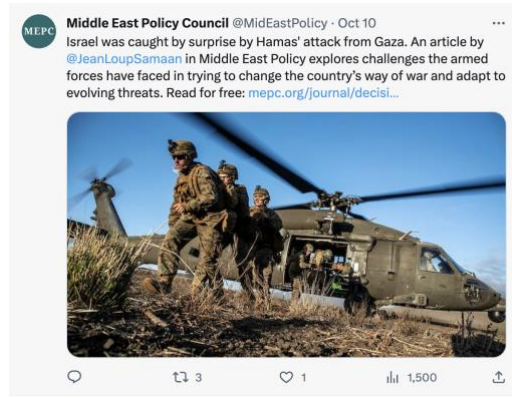 MEPC
Middle East Policy Council @MidEastPolicy · Oct 10
Israel was caught by surprise by Hamas' attack from Gaza. An article by
@JeanLoupSamaan in Middle East Policy explores challenges the armed
forces have faced in trying to change the country's way of war and adapt to
evolving threats. Read for free: mepc.org/journal/decisi...
3
1
1,500